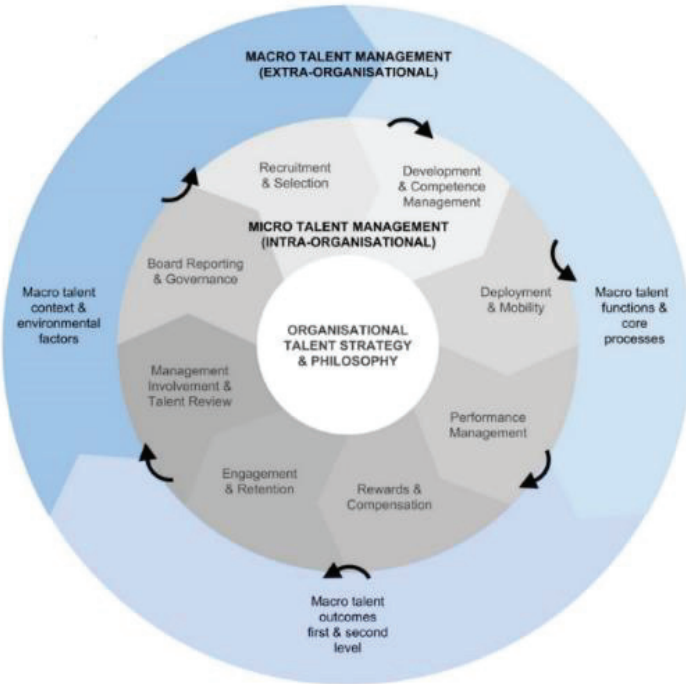 MACRO TALENT MANAGEMENT
(EXTRA-ORGANISATIONAL)
Recruitment
& Selection
Development
& Competence
Management
MICRO TALENT MANAGEMENT
(INTRA-ORGANISATIONAL)
Board Reporting
& Governance
Deployment
& Mobility
Macro talent
context &
environmental
factors
Macro talent
functions &
core
processes
ORGANISATIONAL
TALENT STRATEGY
& PHILOSOPHY
Management
Involvement &
Talent Review
Performance
Management
Engagement
& Retention
Rewards &
Compensation
Macro talent
outcomes
first & second
level